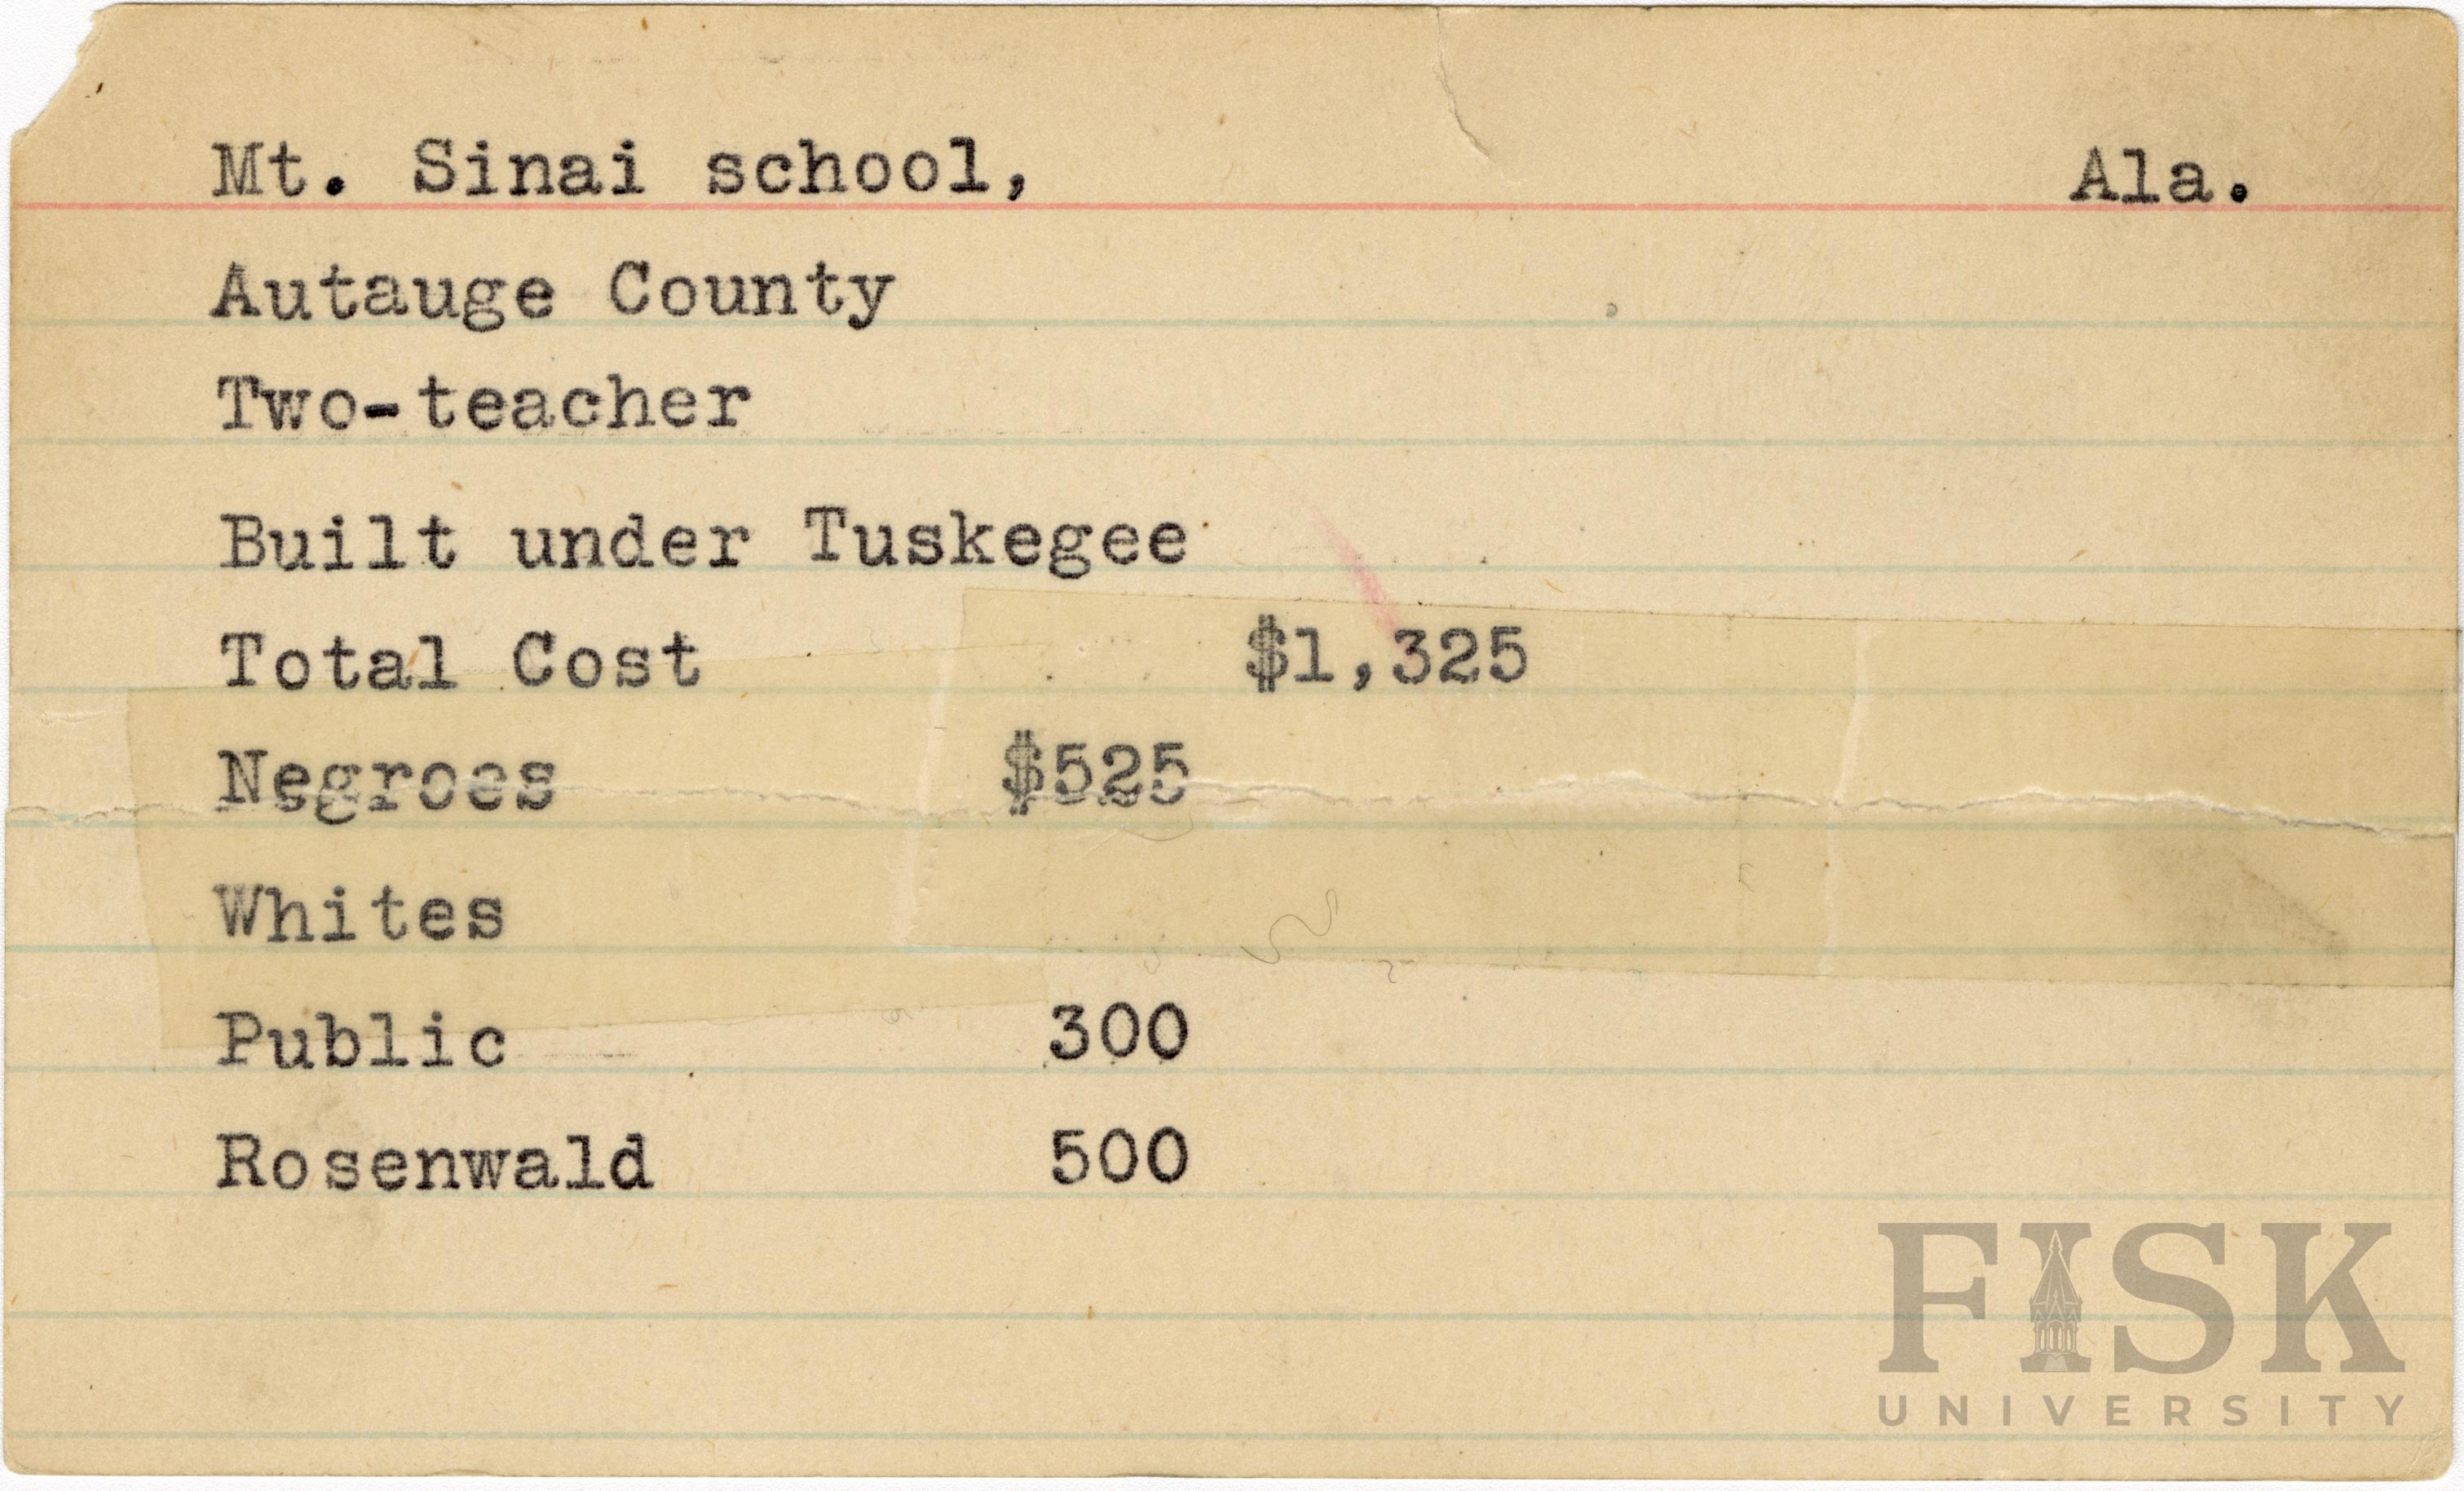 Mt. Sinai school, Ala.
Autauge County
Two-teacher
Built under Tuskegee
Total Cost $1,325
Negroes $525
Whites
Public 300
Rosenwald 500
FISK
UNIVERSITY